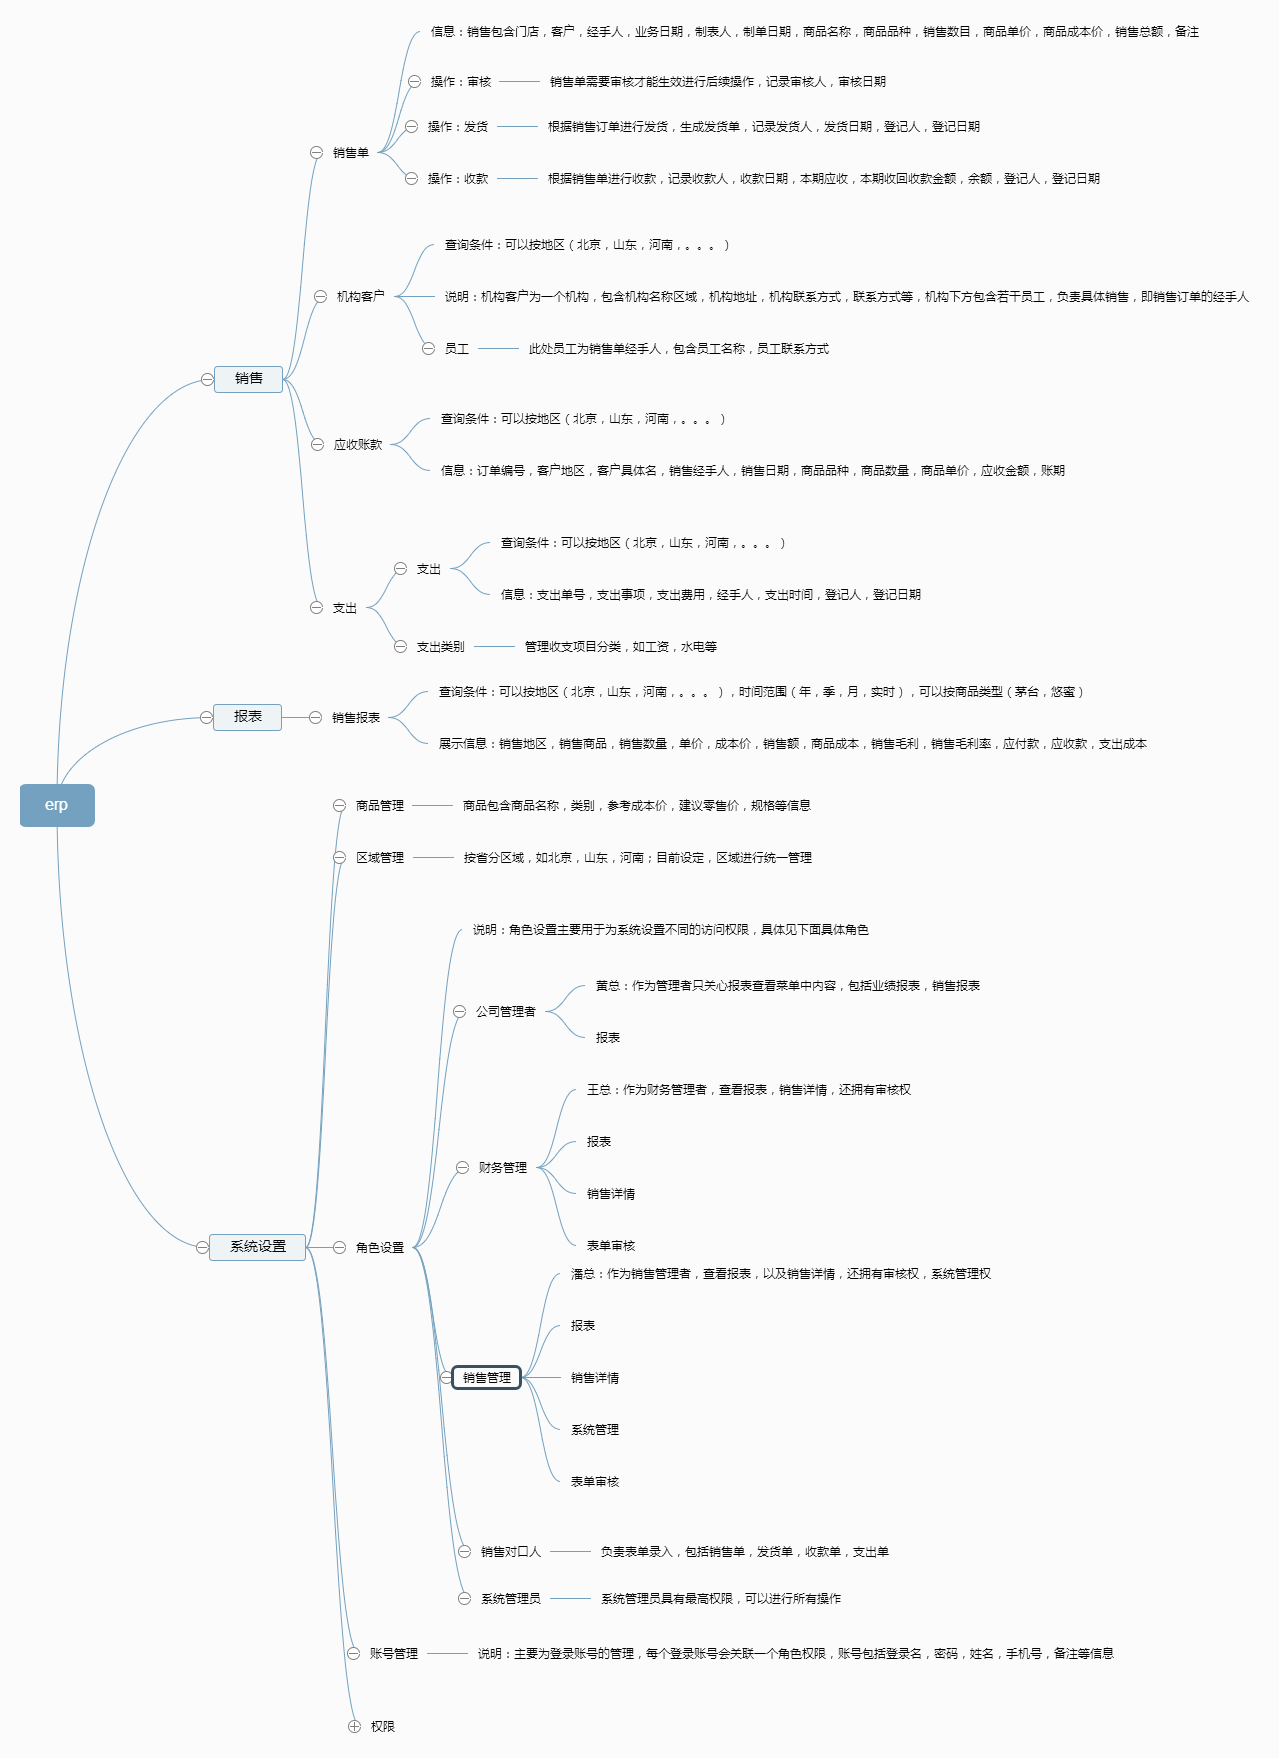 信息：销售包含门店，客户，经手人，业务日期，制表人，制单日期，商品名称，商品品种，销售数目，商品单价，商品成本价，销售总额，备注
操作：审核
销售单需要审核才能生效进行后续操作，记录审核人，审核日期
操作：发货
根据销售订单进行发货，生成发货单，记录发货人，发货日期，登记人，登记日期
销售单
操作：收款
根据销售单进行收款，记录收款人，收款日期，本期应收，本期收回收款金额，余额，登记人，登记日期
查询条件：可以按地区（北京，山东，河南，。。。）
机构客户
说明：机构客户为一个机构，包含机构名称区域，机构地址，机构联系方式，联系方式等，机构下方包含若干员工，负责具体销售，即销售订单的经手人
员工
此处员工为销售单经手人，包含员工名称，员工联系方式
销售
查询条件：可以按地区（北京，山东，河南，。。。）
应收账款
信息：订单编号，客户地区，客户具体名，销售经手人，销售日期，商品品种，商品数量，商品单价，应收金额，账期
查询条件：可以按地区（北京，山东，河南，。。。）
支出
信息：支出单号，支出事项，支出费用，经手人，支出时间，登记人，登记日期
支出
支出类别
管理收支项目分类，如工资，水电等
查询条件：可以按地区（北京，山东，河南，。。。），时间范围（年，季，月，实时），可以按商品类型（茅台，悠蜜）
报表
销售报表
展示信息：销售地区，销售商品，销售数量，单价，成本价，销售额，商品成本，销售毛利，销售毛利率，应付款，应收款，支出成本
erp
商品管理
商品包含商品名称，类别，参考成本价，建议零售价，规格等信息
区域管理
按省分区域，如北京，山东，河南；目前设定，区域进行统一管理
说明：角色设置主要用于为系统设置不同的访问权限，具体见下面具体角色
黄总：作为管理者只关心报表查看菜单中内容，包括业绩报表，销售报表
公司管理者
报表
王总：作为财务管理者，查看报表，销售详情，还拥有审核权
报表
财务管理
销售详情
表单审核
系统设置
角色设置
潘总：作为销售管理者，查看报表，以及销售详情，还拥有审核权，系统管理权
报表
销售管理
销售详情
系统管理
表单审核
销售对口人
负责表单录入，包括销售单，发货单，收款单，支出单
系统管理员
系统管理员具有最高权限，可以进行所有操作
账号管理
说明：主要为登录账号的管理，每个登录账号会关联一个角色权限，账号包括登录名，密码，姓名，手机号，备注等信息
权限